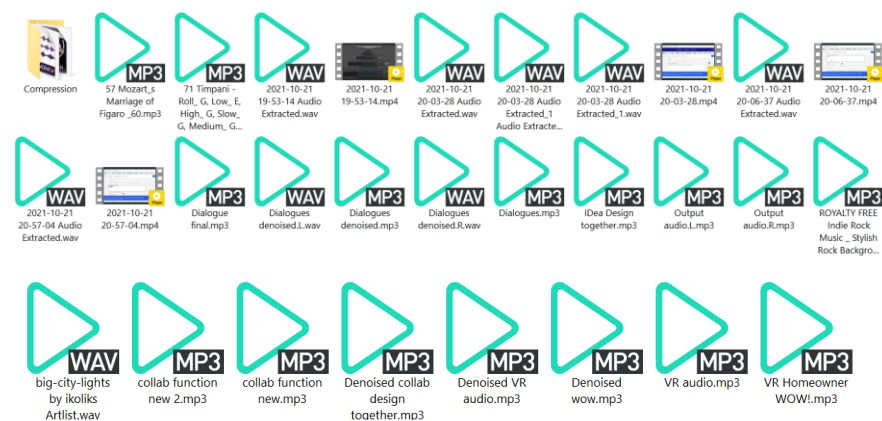 MP3
MP3
WAV
WAV
WAV
WAV
WAV
Compression
57 Mozart_s
Marriage of
Figaro _60.mp3
71 Timpani -
Roll_ G, Low_ E,
High_ G, Slow_
G, Medium_ G...
2021-10-21
19-53-14 Audio
Extracted.wav
2021-10-21
19-53-14.mp4
2021-10-21
20-03-28 Audio
Extracted.wav
2021-10-21
20-03-28 Audio
Extracted_1
Audio Extracte...
2021-10-21
20-03-28 Audio
Extracted_1.wav
2021-10-21
20-03-28.mp4
2021-10-21
20-06-37 Audio
Extracted.wav
2021-10-21
20-06-37.mp4
WAV
MP3
WAV
MP3
WAV
MP3
MP3
MP3
MP3
MP3
2021-10-21
20-57-04 Audio
Extracted.wav
2021-10-21
20-57-04.mp4
Dialogue
final.mp3
Dialogues
denoised.L.wav
Dialogues
denoised.mp3
Dialogues
denoised.R.wav
Dialogues.mp3
IDea Design
together.mp3
Output
audio.L.mp3
Output
audio.R.mp3
ROYALTY FREE
Indie Rock
Music _ Stylish
Rock Backgro...
WAV
MP3
MP3
MP3
MP3
MP3
MP3
MP3
big-city-lights
by ikoliks
Artlist.wav
collab function
new 2.mp3
collab function
new.mp3
Denoised collab
design
together.mp3
Denoised VR
audio.mp3
Denoised
wow.mp3
VR audio.mp3
VR Homeowner
WOW!.mp3